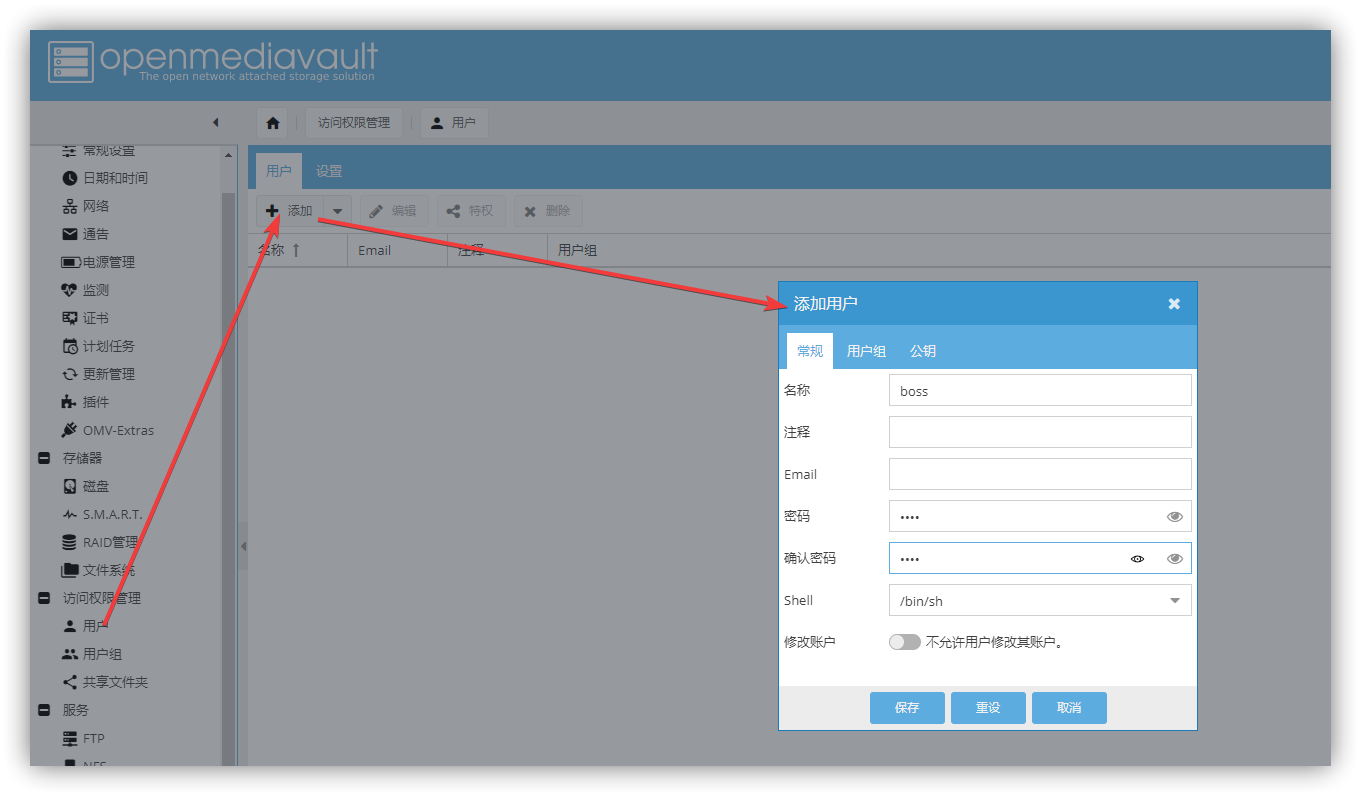 openmediavault
The open network attached storage solution
访问权限管理
用户
常规设置
日期和时间
网络
通告
电源管理
监测
证书
计划任务
更新管理
插件
OMV-Extras
存储器
磁盘
S.M.A.R.T.
RAID管理
文件系统
访问权限管理
用户
用户组
共享文件夹
服务
FTP
NFS
用户 设置
添加 编辑 特权 删除
名称 Email 注释 用户组
添加用户
常规 用户组 公钥
名称 boss
注释
Email
密码 ••••
确认密码 ••••
Shell /bin/sh
修改账户 不允许用户修改其账户。
保存 重设 取消